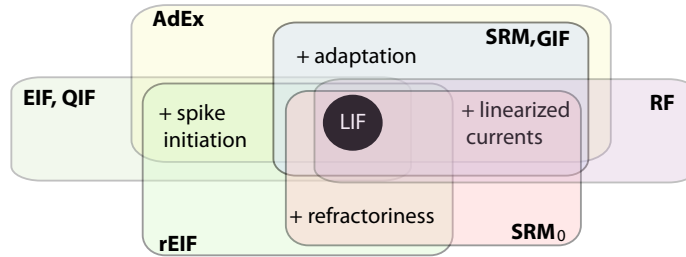 AdEx
SRM, GIF
+ adaptation
EIF, QIF
RF
+ spike
initiation
LIF
+ linearized
currents
+ refractoriness
rEIF
SRM₀